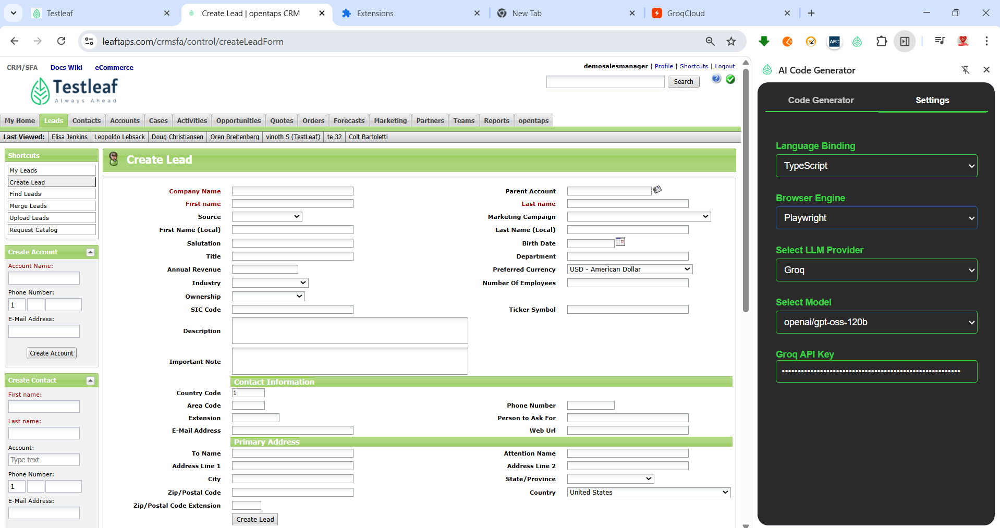 Testleaf
Create Lead | opentaps CRM
Extensions
New Tab
GroqCloud
leaftaps.com/crmsfa/control/createLeadForm
ARC
CRM/SFA Docs Wiki eCommerce
demosalesmanager | Profile | Shortcuts | Logout
Testleaf
Always Ahead
Search
?
My Home Leads Contacts Accounts Cases Activities Opportunities Quotes Orders Forecasts Marketing Partners Teams Reports opentaps
Last Viewed: Elisa Jenkins Leopoldo Lebsack Doug Christiansen Oren Breitenberg vinoth S (TestLeaf) te 32 Colt Bartoletti
Shortcuts
My Leads
Create Lead
Find Leads
Merge Leads
Upload Leads
Request Catalog
Create Account
Account Name:
Phone Number:
1
E-Mail Address:
Create Account
Create Contact
First name:
Last name:
Account:
Type text
Phone Number:
1
E-Mail Address:
Create Lead
Company Name Parent Account
First name Last name
Source Marketing Campaign
First Name (Local) Last Name (Local)
Salutation Birth Date
Title Department
Annual Revenue Preferred Currency USD - American Dollar
Industry Number Of Employees
Ownership
SIC Code Ticker Symbol
Description
Important Note
Contact Information
Country Code 1
Area Code Phone Number
Extension Person to Ask For
E-Mail Address Web Url
Primary Address
To Name Attention Name
Address Line 1 Address Line 2
City State/Province
Zip/Postal Code Country United States
Zip/Postal Code Extension
Create Lead
AI Code Generator
Code Generator Settings
Language Binding
TypeScript
Browser Engine
Playwright
Select LLM Provider
Groq
Select Model
openai/gpt-oss-120b
Groq API Key